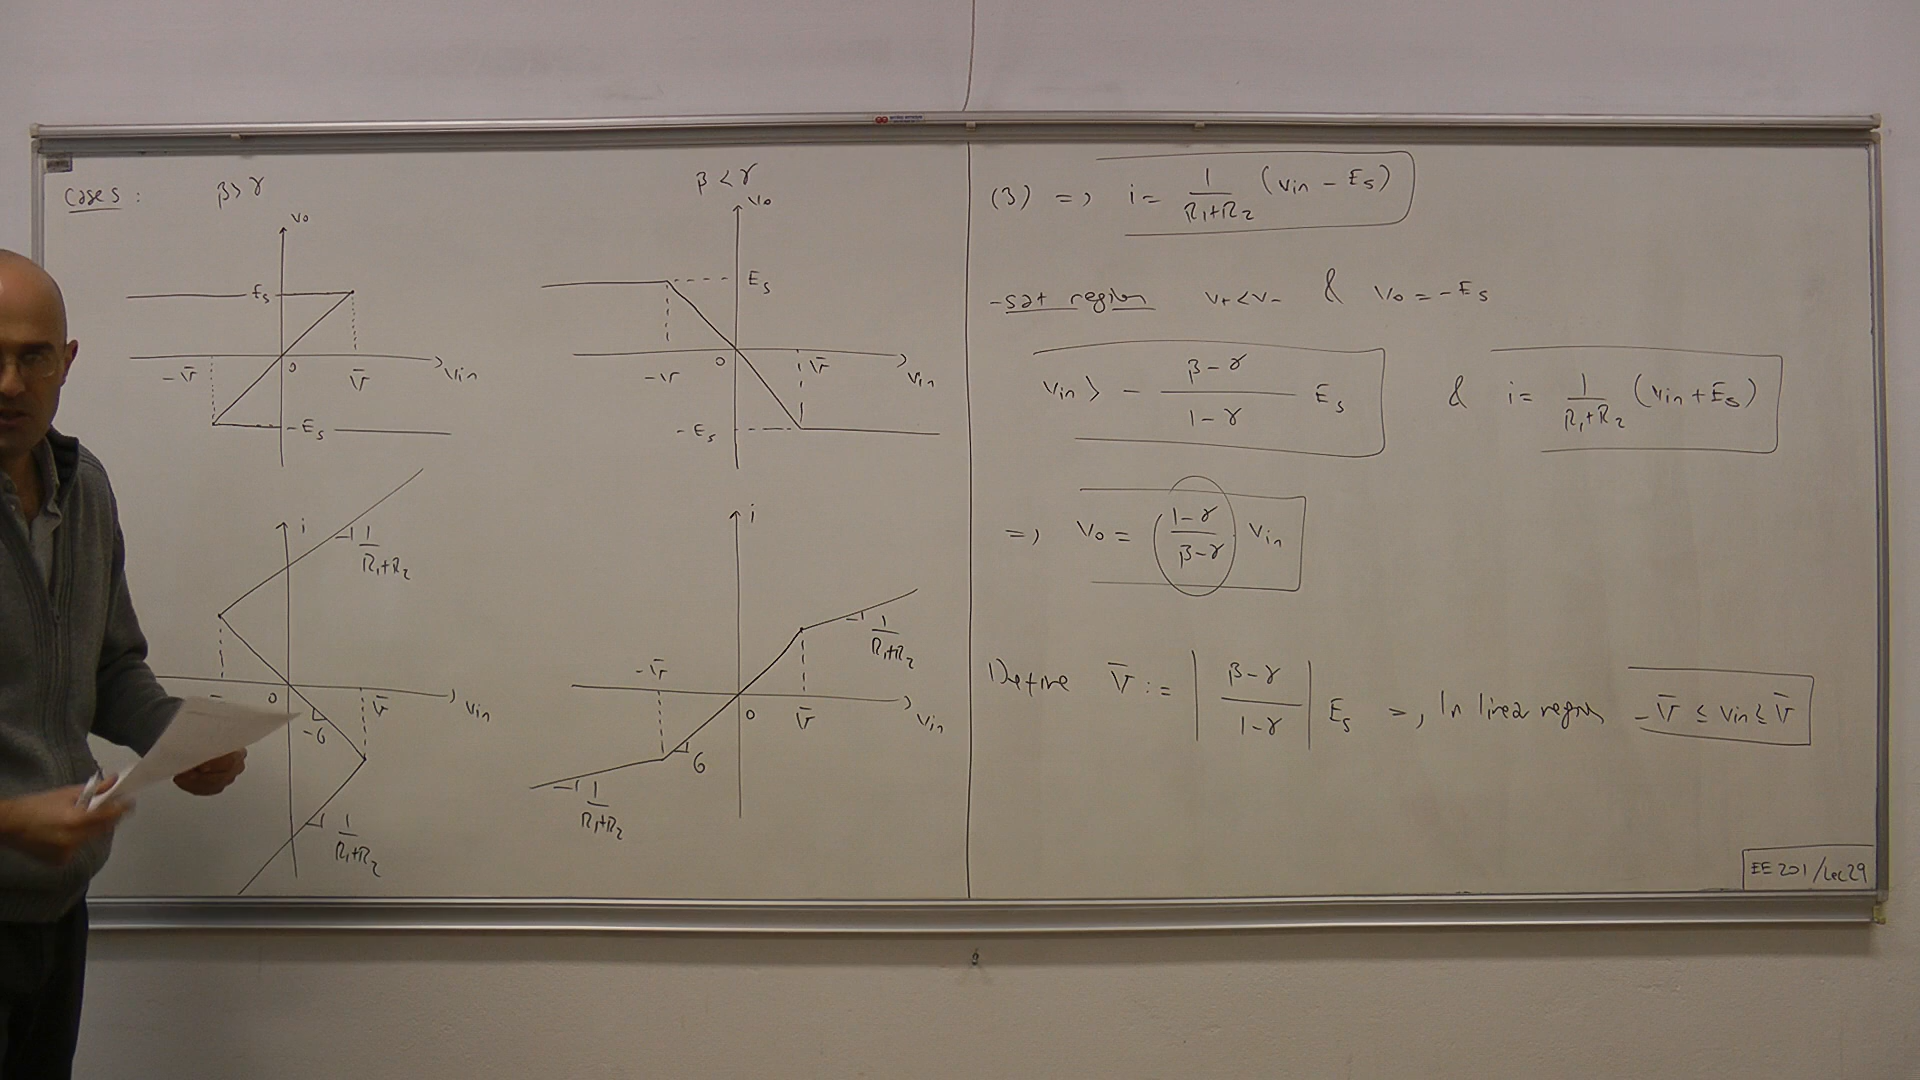 Cases : β > γ
v₀
Es
-V̄ 0 V̄ Vin
-Es
i
1/(R₁+R₂)
0 V̄ Vin
-G
1/(R₁+R₂)
β < γ
v₀
Es
-V 0 V̄ Vin
-Es
i
1/(R₁+R₂)
-V̄ 0 V̄ Vin
G
1/(R₁+R₂)
(3) => i = 1/(R₁+R₂) (Vin - Es)
-sat region V+ < V- & V₀ = -Es
Vin > - (β-γ)/(1-γ) Es & i = 1/(R₁+R₂) (Vin + Es)
=> V₀ = ((1-γ)/(β-γ)) Vin
Define V̄ := |(β-γ)/(1-γ)| Es => In linear region -V̄ ≤ Vin ≤ V̄
EE 201/Lec29